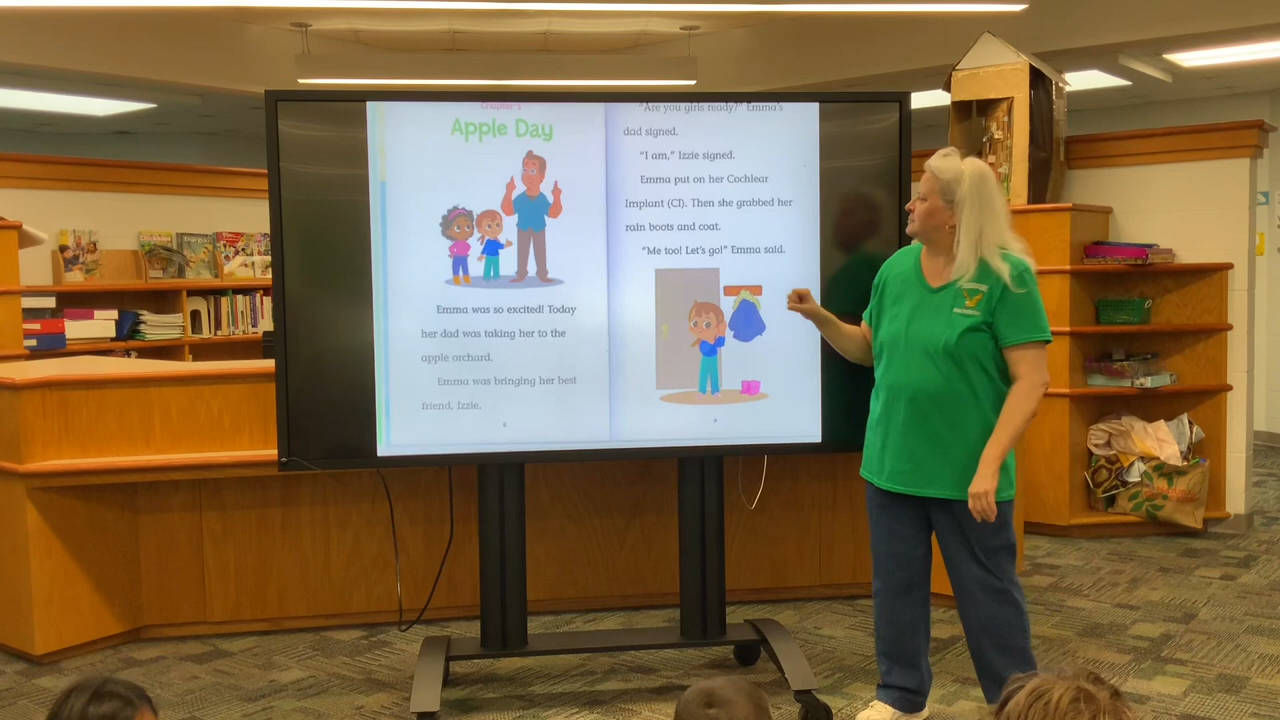 Chapter 1
Apple Day
Emma was so excited! Today
her dad was taking her to the
apple orchard.
Emma was bringing her best
friend, Izzie.
"Are you girls ready?" Emma's
dad signed.
"I am," Izzie signed.
Emma put on her Cochlear
Implant (CI). Then she grabbed her
rain boots and coat.
"Me too! Let's go!" Emma said.